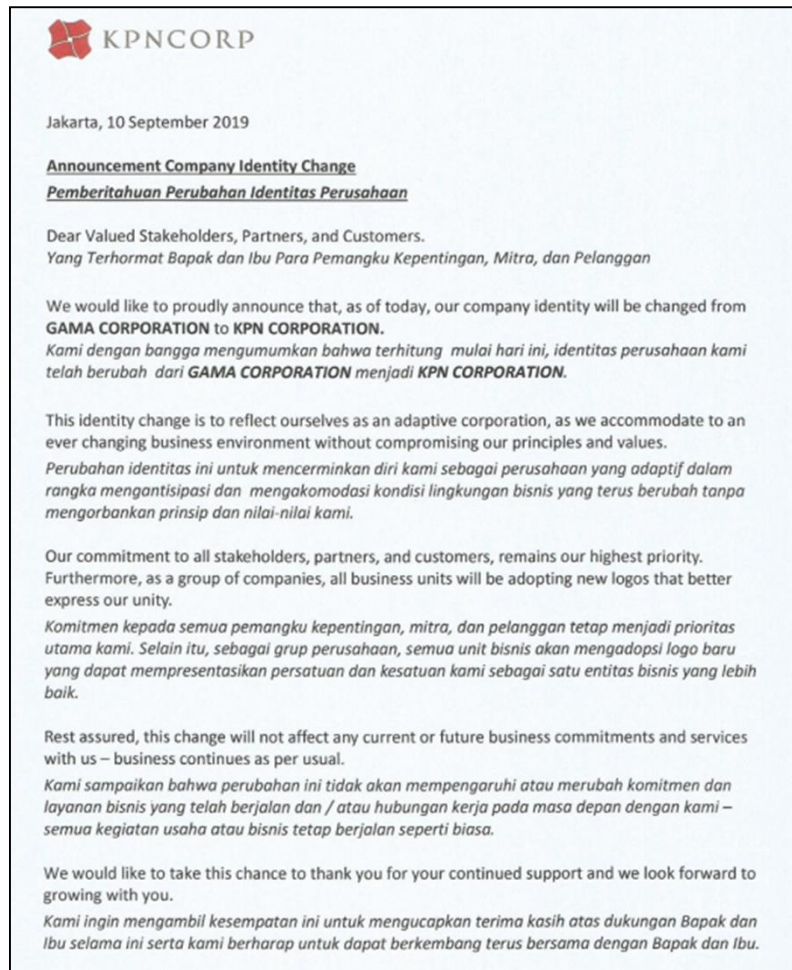 KPNCORP
Jakarta, 10 September 2019
Announcement Company Identity Change
Pemberitahuan Perubahan Identitas Perusahaan
Dear Valued Stakeholders, Partners, and Customers.
Yang Terhormat Bapak dan Ibu Para Pemangku Kepentingan, Mitra, dan Pelanggan
We would like to proudly announce that, as of today, our company identity will be changed from
GAMA CORPORATION to KPN CORPORATION.
Kami dengan bangga mengumumkan bahwa terhitung mulai hari ini, identitas perusahaan kami
telah berubah dari GAMA CORPORATION menjadi KPN CORPORATION.
This identity change is to reflect ourselves as an adaptive corporation, as we accommodate to an
ever changing business environment without compromising our principles and values.
Perubahan identitas ini untuk mencerminkan diri kami sebagai perusahaan yang adaptif dalam
rangka mengantisipasi dan mengakomodasi kondisi lingkungan bisnis yang terus berubah tanpa
mengorbankan prinsip dan nilai-nilai kami.
Our commitment to all stakeholders, partners, and customers, remains our highest priority.
Furthermore, as a group of companies, all business units will be adopting new logos that better
express our unity.
Komitmen kepada semua pemangku kepentingan, mitra, dan pelanggan tetap menjadi prioritas
utama kami. Selain itu, sebagai grup perusahaan, semua unit bisnis akan mengadopsi logo baru
yang dapat mempresentasikan persatuan dan kesatuan kami sebagai satu entitas bisnis yang lebih
baik.
Rest assured, this change will not affect any current or future business commitments and services
with us – business continues as per usual.
Kami sampaikan bahwa perubahan ini tidak akan mempengaruhi atau merubah komitmen dan
layanan bisnis yang telah berjalan dan / atau hubungan kerja pada masa depan dengan kami –
semua kegiatan usaha atau bisnis tetap berjalan seperti biasa.
We would like to take this chance to thank you for your continued support and we look forward to
growing with you.
Kami ingin mengambil kesempatan ini untuk mengucapkan terima kasih atas dukungan Bapak dan
Ibu selama ini serta kami berharap untuk dapat berkembang terus bersama dengan Bapak dan Ibu.